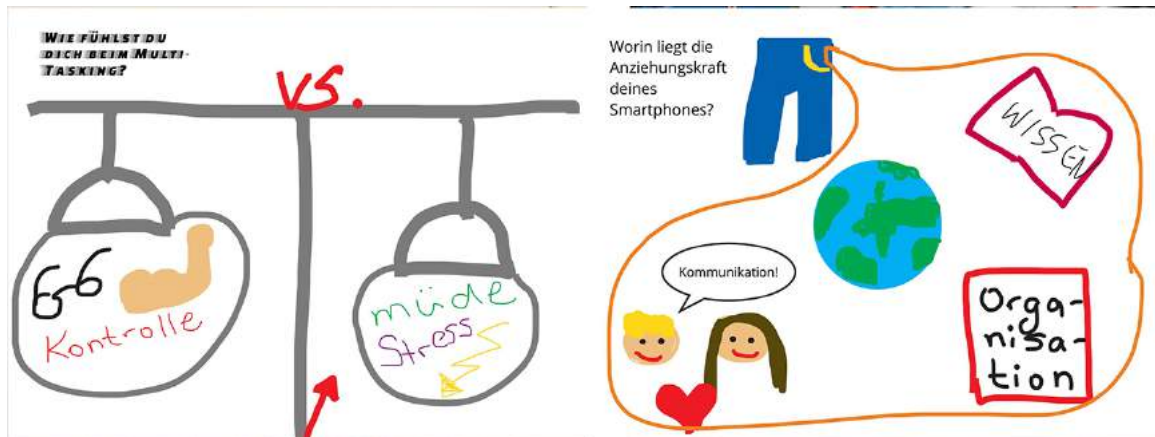 WIE FÜHLST DU
DICH BEIM MULTI-
TASKING?
vs.
Kontrolle
müde
Stress
Worin liegt die
Anziehungskraft
deines
Smartphones?
WISSEN
Kommunikation!
Orga-
nisa-
tion